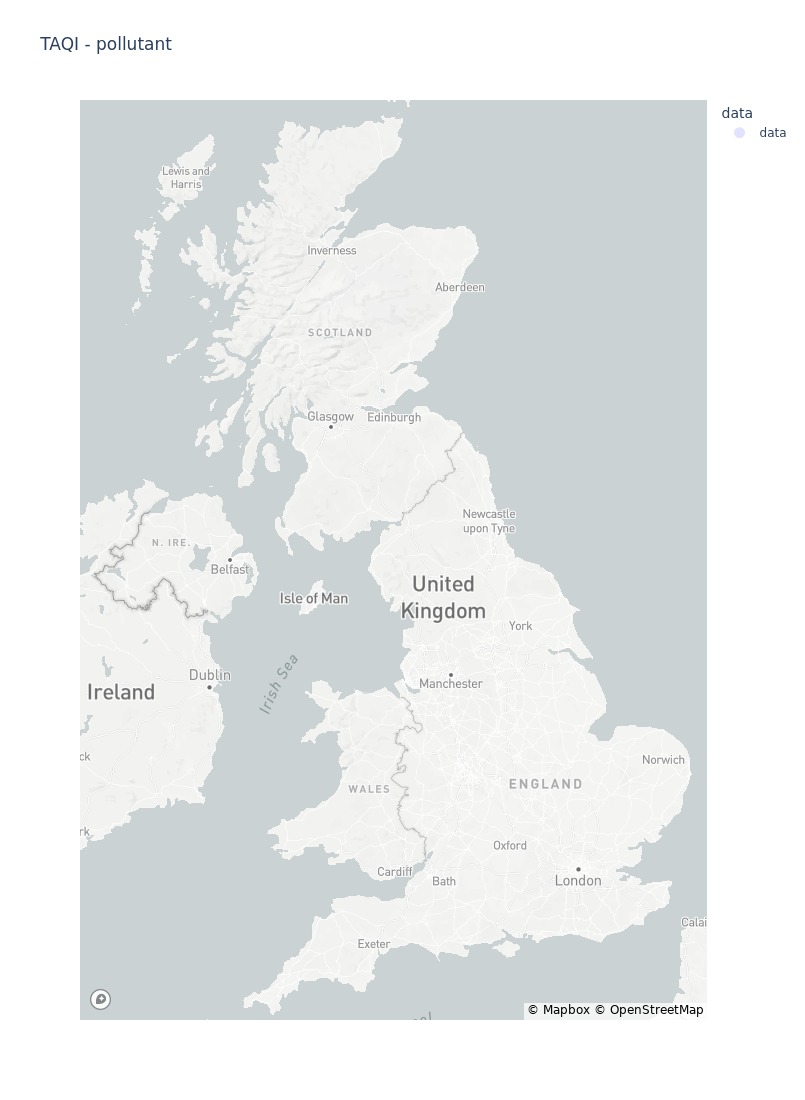 TAQI - pollutant
data
data
Lewis and
Harris
Inverness
Aberdeen
SCOTLAND
Glasgow
Edinburgh
Newcastle
upon Tyne
N. IRE.
Belfast
United
Kingdom
Isle of Man
York
Dublin
Manchester
Ireland
Irish Sea
ck
Norwich
ENGLAND
WALES
rk
Oxford
Cardiff
Bath
London
Calai
Exeter
© Mapbox © OpenStreetMap